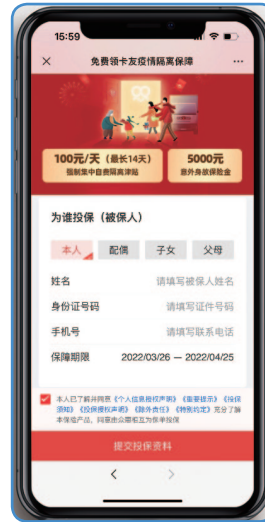 15:59
免费领卡友疫情隔离保障
100元/天（最长14天）
强制集中自费隔离津贴
5000元
意外身故保险金
为谁投保（被保人）
本人 配偶 子女 父母
姓名 请填写被保人姓名
身份证号码 请填写证件号码
手机号 请填写联系电话
保障期限 2022/03/26 — 2022/04/25
本人已了解并同意《个人信息授权声明》《重要提示》《投保
须知》《投保授权声明》《除外责任》《特别约定》充分了解
本保险产品，同意由众惠相互为保单投保
提交投保资料